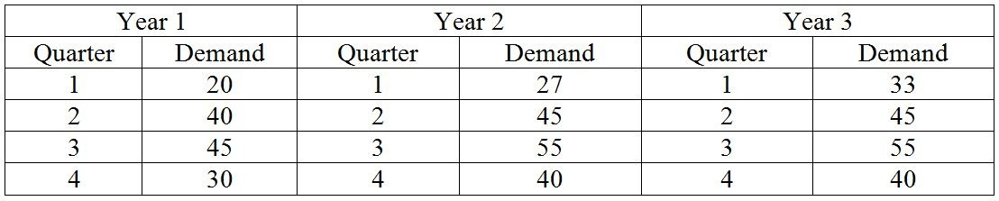 Year 1 Year 2 Year 3
Quarter Demand Quarter Demand Quarter Demand
1 20 1 27 1 33
2 40 2 45 2 45
3 45 3 55 3 55
4 30 4 40 4 40